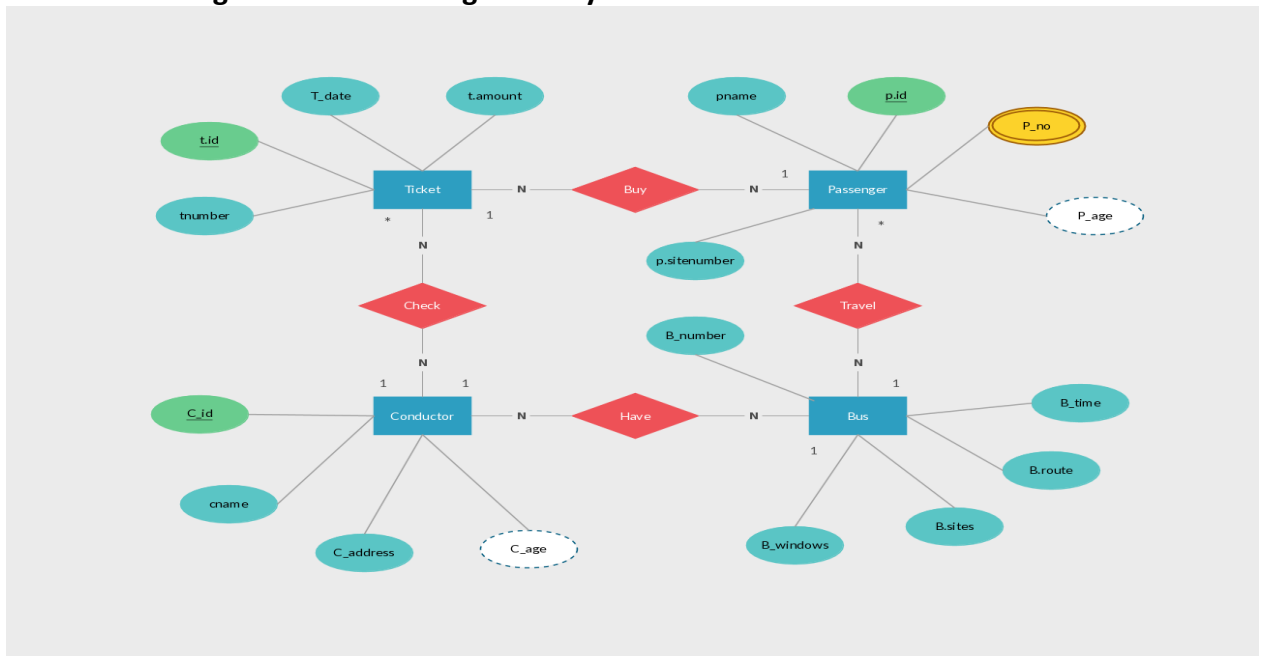 T_date
t.amount
pname
p.id
P_no
t.id
Ticket
N
Buy
N
1
Passenger
tnumber
*
1
P_age
*
N
p.sitenumber
N
Check
Travel
B_number
N
N
1
1
1
C_id
Conductor
N
Have
N
Bus
B_time
1
B.route
cname
B.sites
C_address
C_age
B_windows